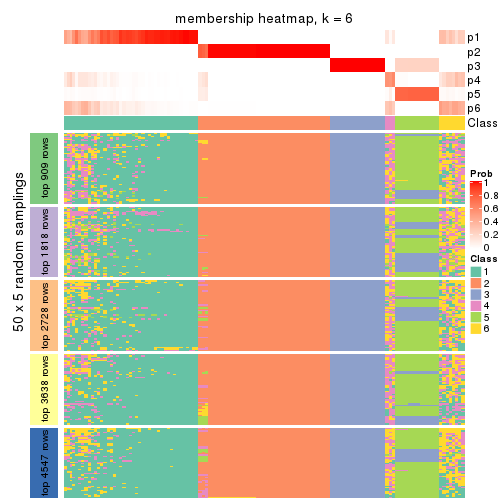 membership heatmap, k = 6
p1
p2
p3
p4
p5
p6
Class
50 x 5 random samplings
top 909 rows
top 1818 rows
top 2728 rows
top 3638 rows
top 4547 rows
Prob
1
0.8
0.6
0.4
0.2
0
Class
1
2
3
4
5
6